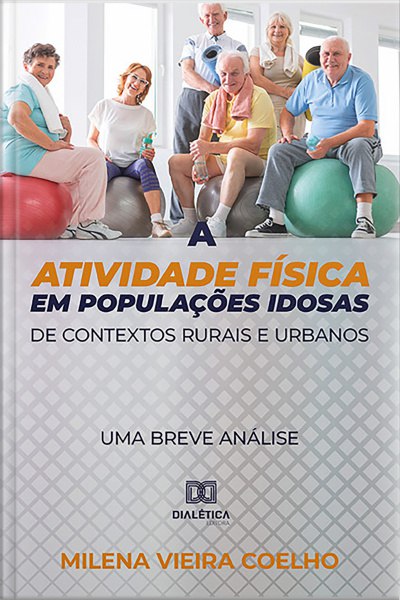 A
ATIVIDADE FÍSICA
EM POPULAÇÕES IDOSAS
DE CONTEXTOS RURAIS E URBANOS
UMA BREVE ANÁLISE
DIALÉTICA
EDITORA
MILENA VIEIRA COELHO